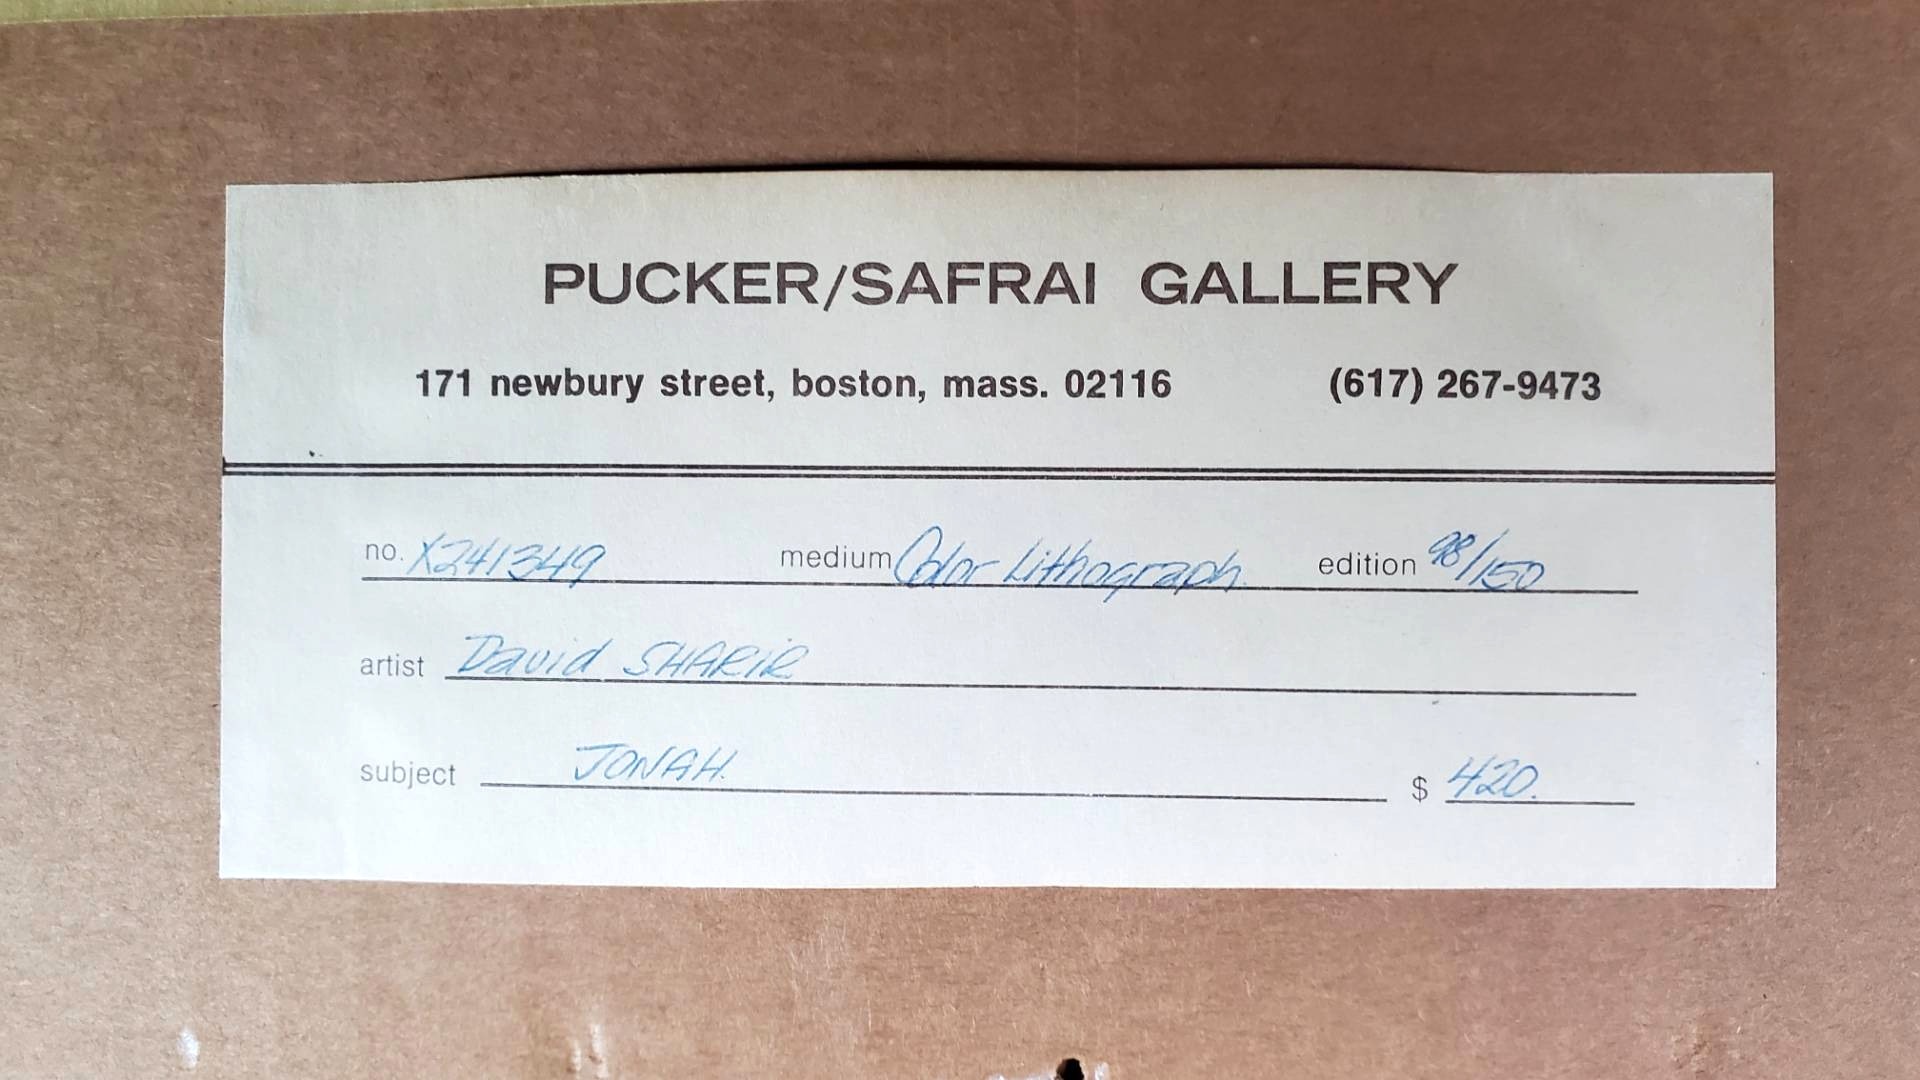 PUCKER/SAFRAI GALLERY
171 newbury street, boston, mass. 02116 (617) 267-9473
no. X241349 medium Color Lithograph. edition 98/150
artist David SHARIR
subject JONAH. $ 420.